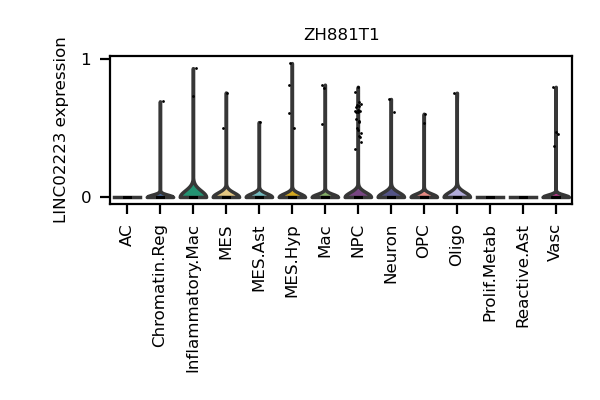 ZH881T1
LINC02223 expression
1
0
AC
Chromatin.Reg
Inflammatory.Mac
MES
MES.Ast
MES.Hyp
Mac
NPC
Neuron
OPC
Oligo
Prolif.Metab
Reactive.Ast
Vasc